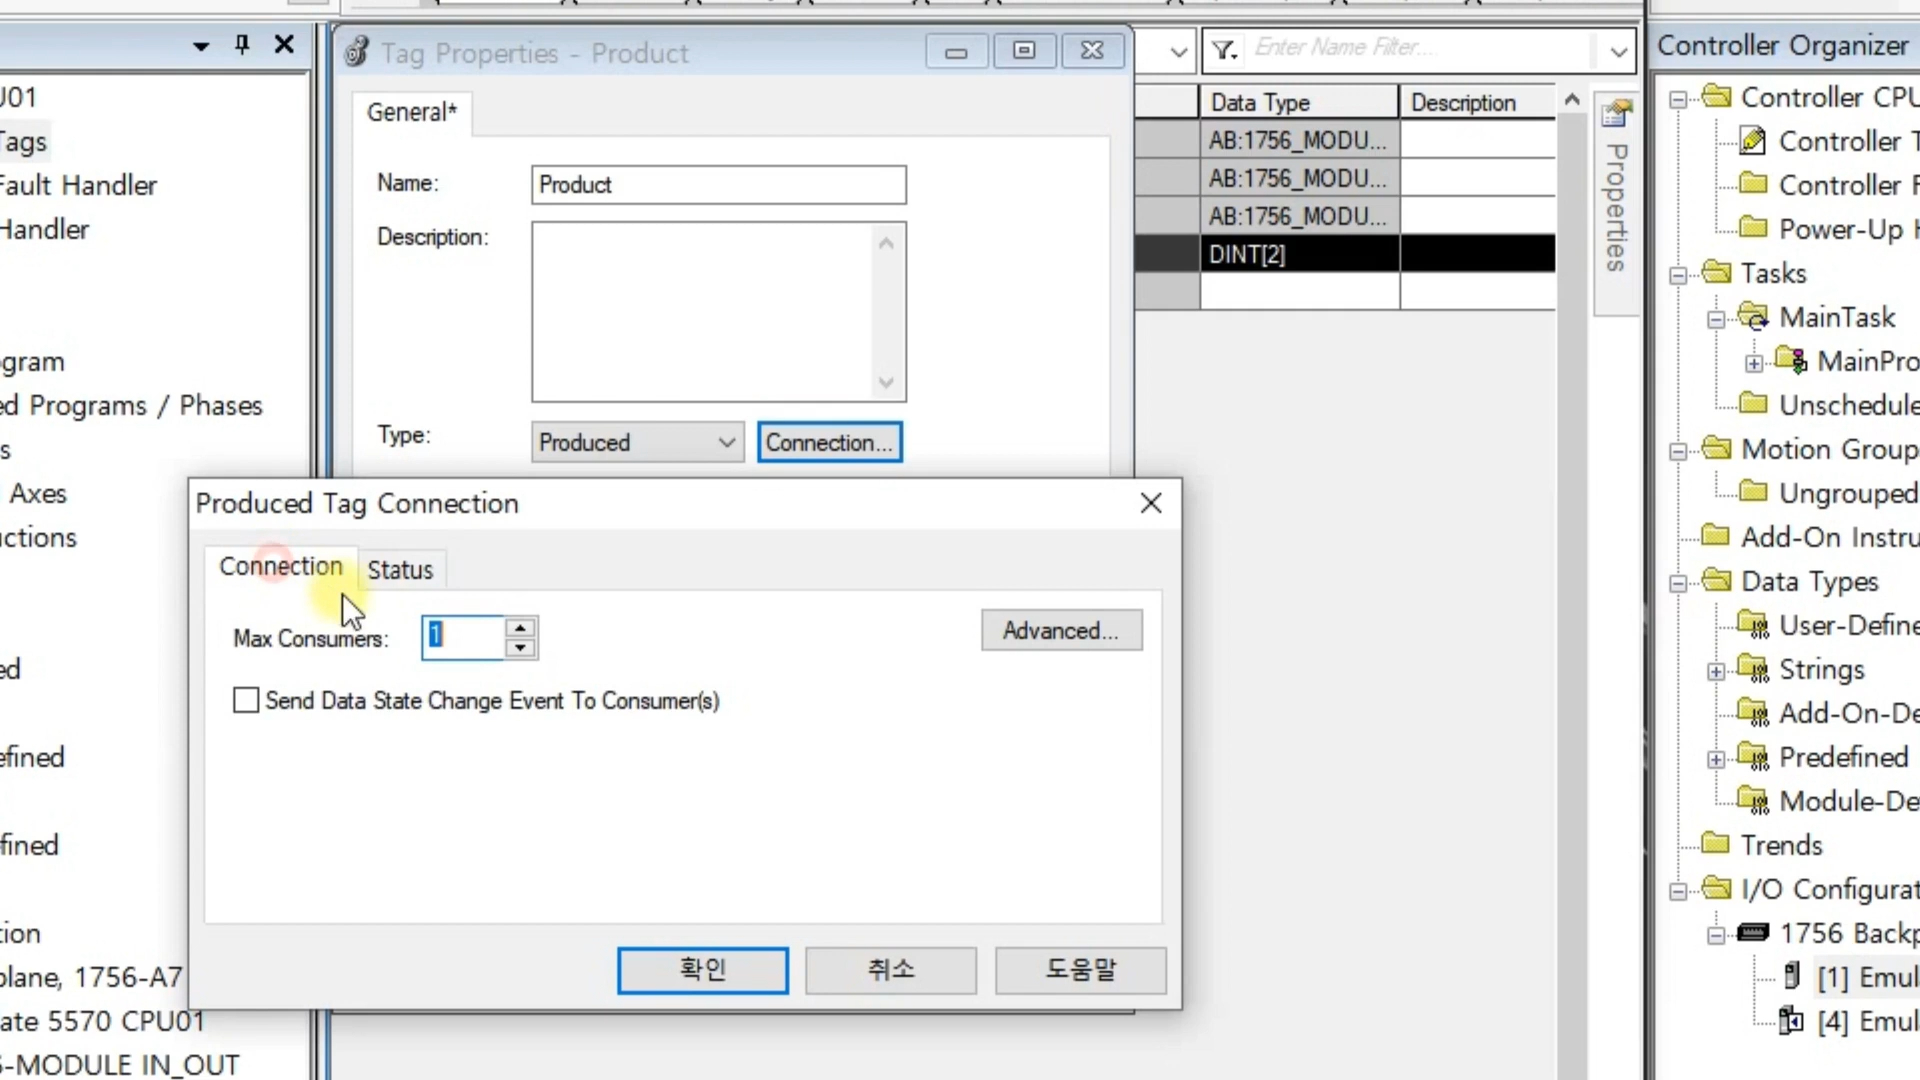 J01
Tags
Fault Handler
Handler
ogram
ed Programs / Phases
s
Axes
uctions
ed
efined
fined
tion
plane, 1756-A7
ate 5570 CPU01
-MODULE IN_OUT
Tag Properties - Product
General*
Name:
Product
Description:
Type:
Produced
Connection...
Enter Name Filter...
Data Type
Description
AB:1756_MODU...
AB:1756_MODU...
AB:1756_MODU...
DINT[2]
Properties
Produced Tag Connection
Connection
Status
Max Consumers:
1
Advanced...
Send Data State Change Event To Consumer(s)
확인
취소
도움말
Controller Organizer
Controller CPU
Controller T
Controller F
Power-Up H
Tasks
MainTask
MainPro
Unschedule
Motion Group
Ungrouped
Add-On Instru
Data Types
User-Define
Strings
Add-On-De
Predefined
Module-De
Trends
I/O Configurat
1756 Backp
[1] Emul
[4] Emul